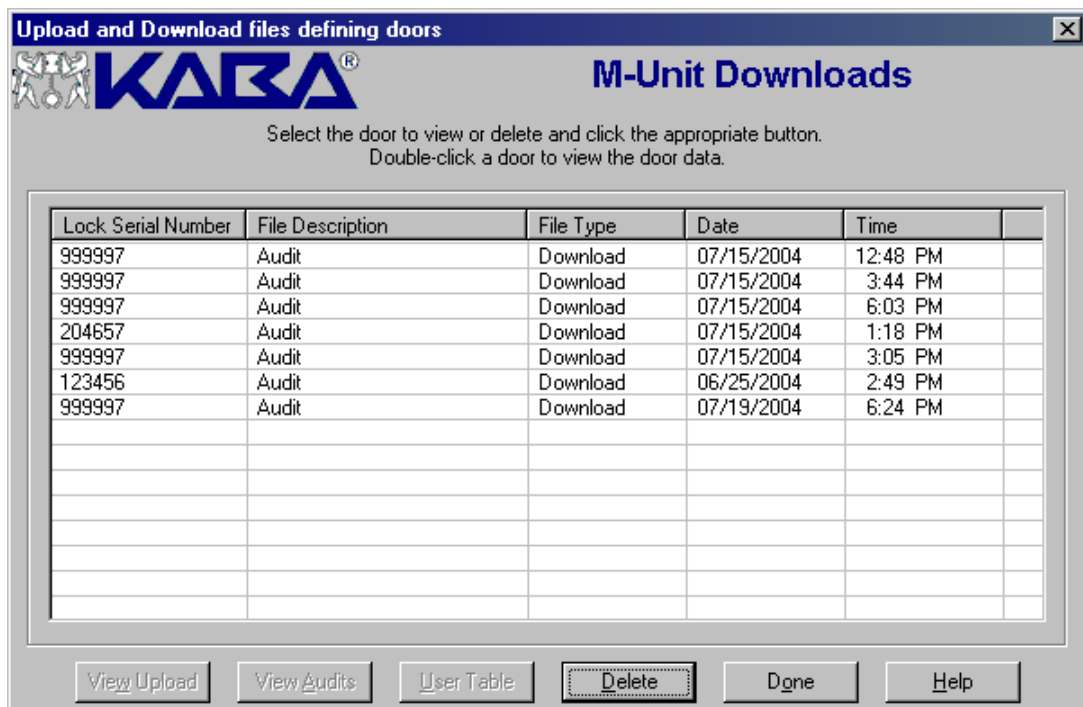 Upload and Download files defining doors
KABA®
M-Unit Downloads
Select the door to view or delete and click the appropriate button.
Double-click a door to view the door data.
Lock Serial Number File Description File Type Date Time
999997 Audit Download 07/15/2004 12:48 PM
999997 Audit Download 07/15/2004 3:44 PM
999997 Audit Download 07/15/2004 6:03 PM
204657 Audit Download 07/15/2004 1:18 PM
999997 Audit Download 07/15/2004 3:05 PM
123456 Audit Download 06/25/2004 2:49 PM
999997 Audit Download 07/19/2004 6:24 PM
View Upload View Audits User Table Delete Done Help